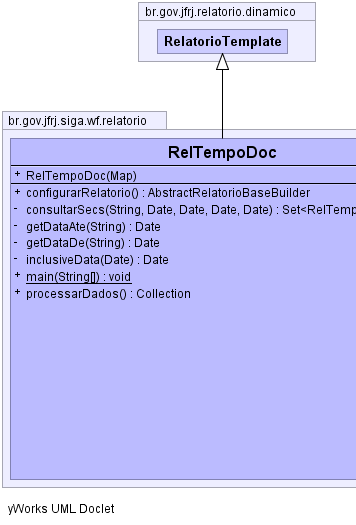 br.gov.jfrj.relatorio.dinamico
RelatorioTemplate
br.gov.jfrj.siga.wf.relatorio
RelTempoDoc
+ RelTempoDoc(Map)
+ configurarRelatorio() : AbstractRelatorioBaseBuilder
- consultarSecs(String, Date, Date, Date, Date) : Set<RelTemp
- getDataAte(String) : Date
- getDataDe(String) : Date
- inclusiveData(Date) : Date
+ main(String[]) : void
+ processarDados() : Collection
yWorks UML Doclet